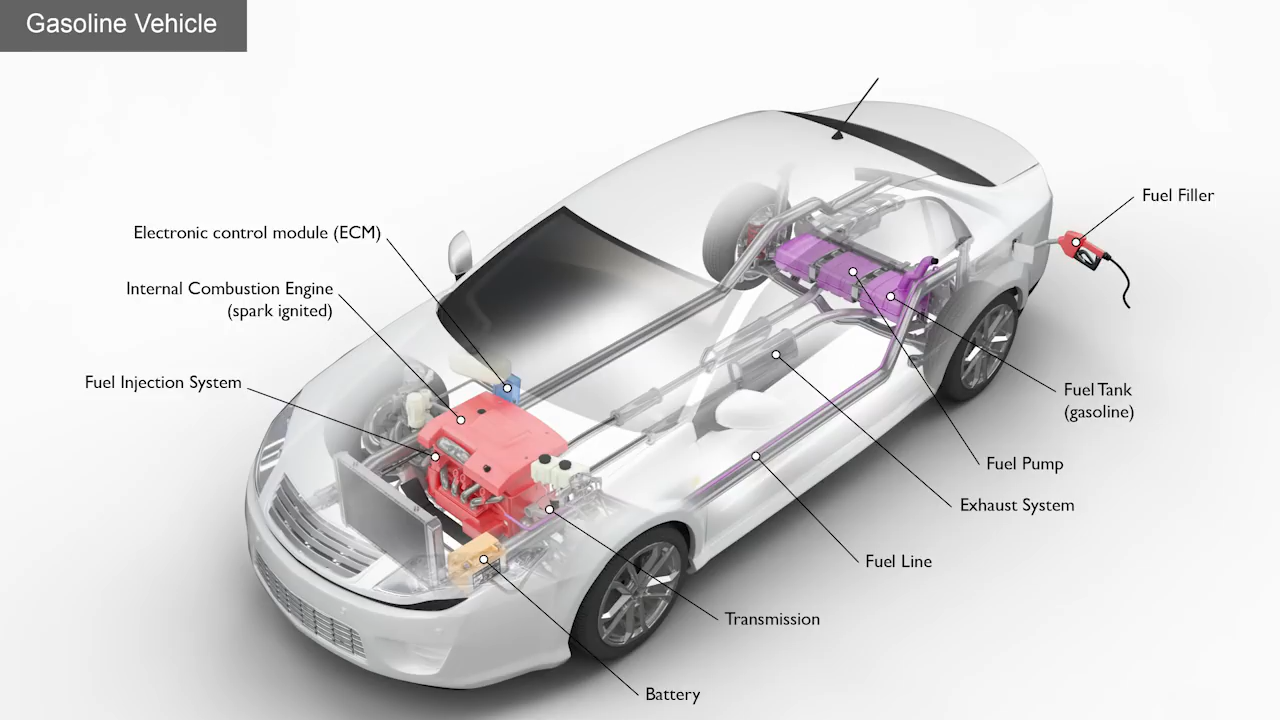 Gasoline Vehicle
Fuel Filler
Electronic control module (ECM)
Internal Combustion Engine
(spark ignited)
Fuel Injection System
Fuel Tank
(gasoline)
Fuel Pump
Exhaust System
Fuel Line
Transmission
Battery